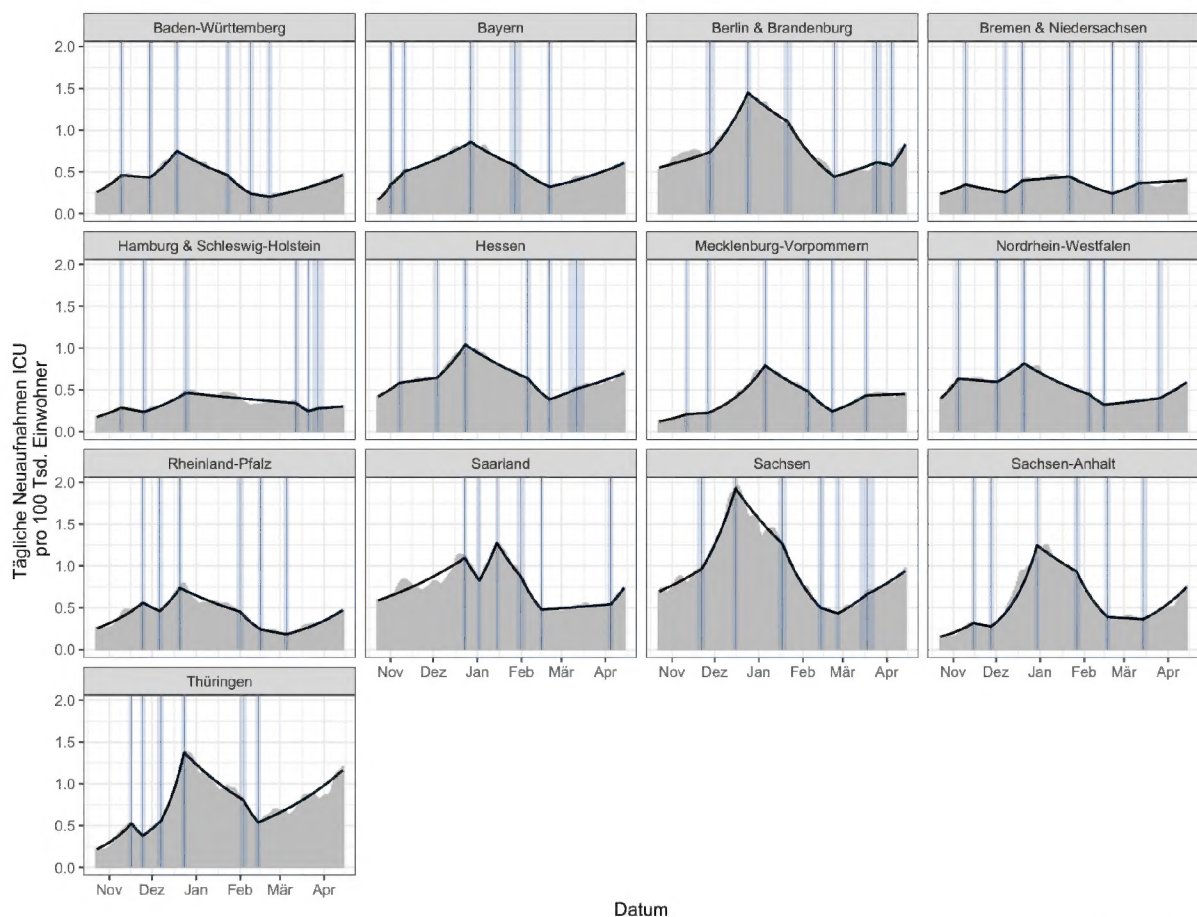 Baden-Württemberg
Bayern
Berlin & Brandenburg
Bremen & Niedersachsen
2.0
1.5
1.0
0.5
0.0
Hamburg & Schleswig-Holstein
Hessen
Mecklenburg-Vorpommern
Nordrhein-Westfalen
2.0
1.5
1.0
0.5
0.0
Tägliche Neuaufnahmen ICU
pro 100 Tsd. Einwohner
Rheinland-Pfalz
Saarland
Sachsen
Sachsen-Anhalt
2.0
1.5
1.0
0.5
0.0
Nov Dez Jan Feb Mär Apr
Nov Dez Jan Feb Mär Apr
Nov Dez Jan Feb Mär Apr
Thüringen
2.0
1.5
1.0
0.5
0.0
Nov Dez Jan Feb Mär Apr
Datum